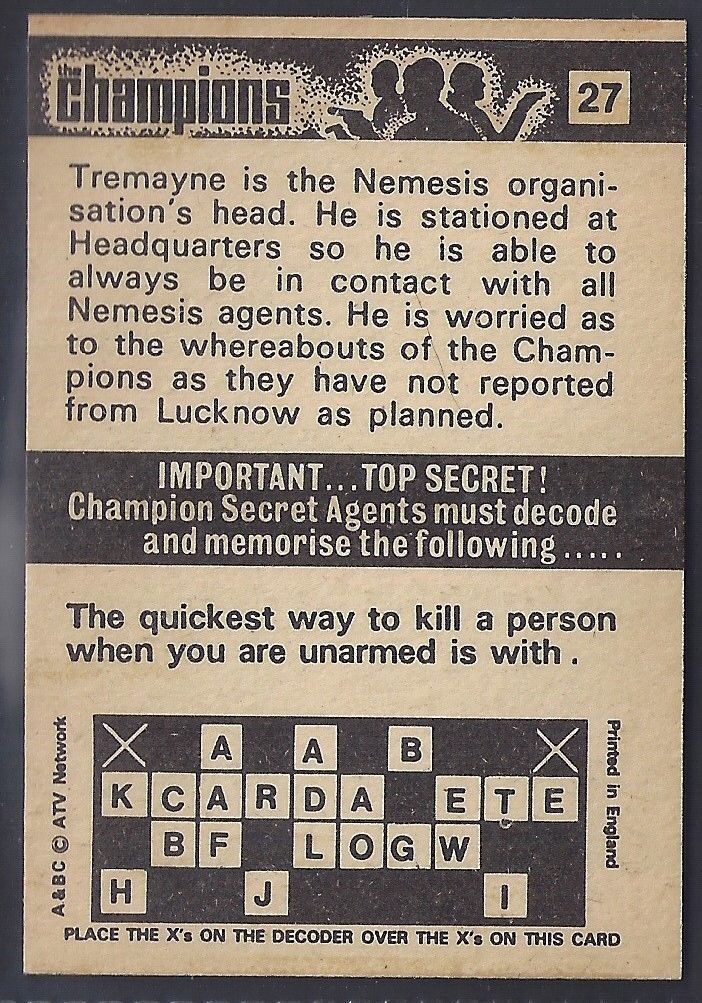 the
champions
27
Tremayne is the Nemesis organi-
sation's head. He is stationed at
Headquarters so he is able to
always be in contact with all
Nemesis agents. He is worried as
to the whereabouts of the Cham-
pions as they have not reported
from Lucknow as planned.
IMPORTANT...TOP SECRET!
Champion Secret Agents must decode
and memorise the following.....
The quickest way to kill a person
when you are unarmed is with .
X A A B X
K C A R D A E T E
B F L O G W
H J I
A&BC © ATV Network
Printed in England
PLACE THE X's ON THE DECODER OVER THE X's ON THIS CARD